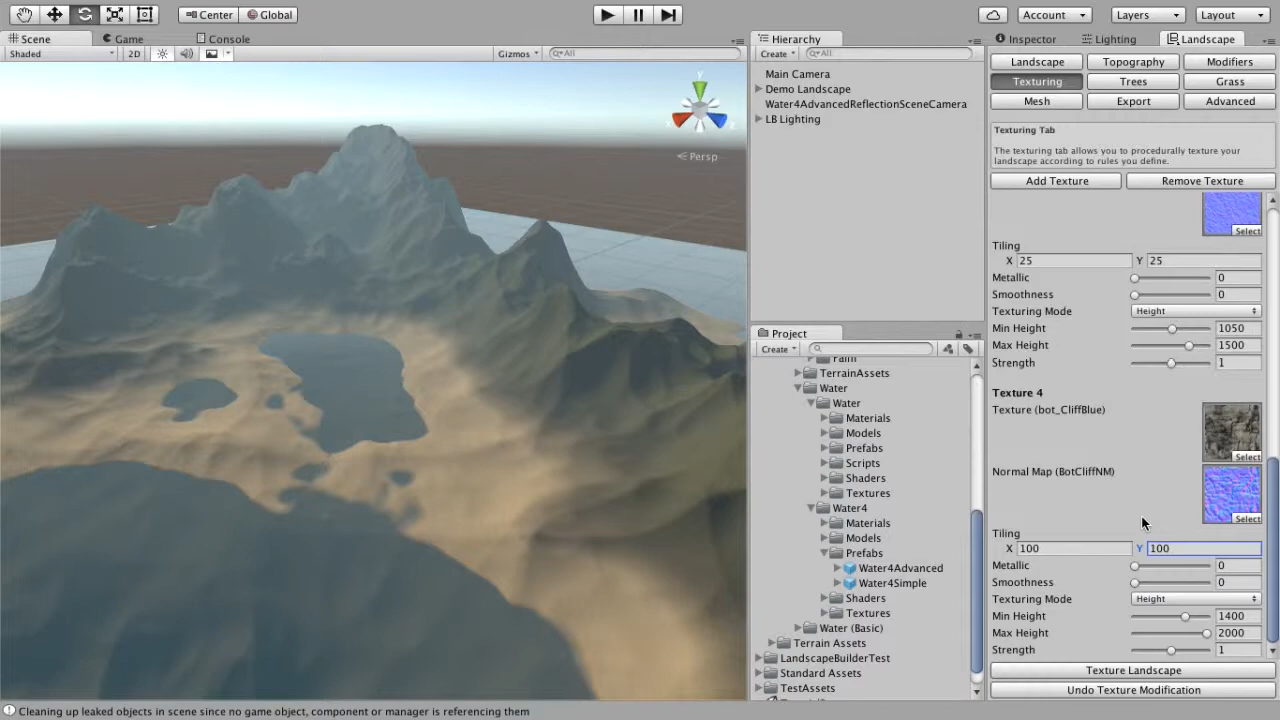 Center
Global
Account
Layers
Layout
Scene
Game
Console
Shaded
2D
Gizmos
All
y
x
z
Persp
Hierarchy
Create
All
Main Camera
Demo Landscape
Water4AdvancedReflectionSceneCamera
LB Lighting
Project
Create
TerrainAssets
Water
Water
Materials
Models
Prefabs
Scripts
Shaders
Textures
Water4
Materials
Models
Prefabs
Water4Advanced
Water4Simple
Shaders
Textures
Water (Basic)
Terrain Assets
LandscapeBuilderTest
Standard Assets
TestAssets
Inspector
Lighting
Landscape
Landscape
Topography
Modifiers
Texturing
Trees
Grass
Mesh
Export
Advanced
Texturing Tab
The texturing tab allows you to procedurally texture your
landscape according to rules you define.
Add Texture
Remove Texture
Select
Tiling
X 25 Y 25
Metallic 0
Smoothness 0
Texturing Mode Height
Min Height 1050
Max Height 1500
Strength 1
Texture 4
Texture (bot_CliffBlue)
Select
Normal Map (BotCliffNM)
Select
Tiling
X 100 Y 100
Metallic 0
Smoothness 0
Texturing Mode Height
Min Height 1400
Max Height 2000
Strength 1
Texture Landscape
Undo Texture Modification
Cleaning up leaked objects in scene since no game object, component or manager is referencing them